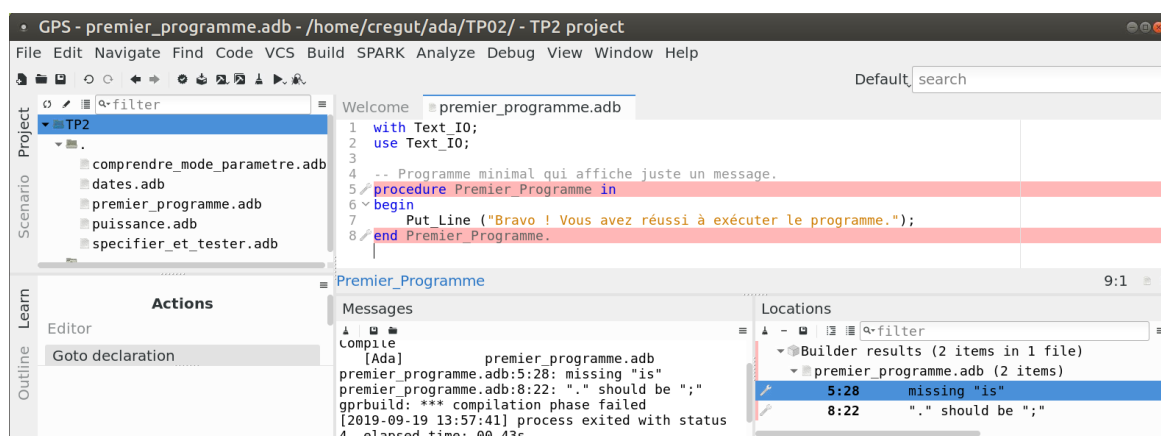 GPS - premier_programme.adb - /home/cregut/ada/TP02/ - TP2 project
File Edit Navigate Find Code VCS Build SPARK Analyze Debug View Window Help
Default search
Project
Scenario
filter
TP2
.
comprendre_mode_parametre.adb
dates.adb
premier_programme.adb
puissance.adb
specifier_et_tester.adb
Welcome premier_programme.adb
1 with Text_IO;
2 use Text_IO;
3
4 -- Programme minimal qui affiche juste un message.
5 procedure Premier_Programme in
6 begin
7 Put_Line ("Bravo ! Vous avez réussi à exécuter le programme.");
8 end Premier_Programme.
Premier_Programme 9:1
Learn
Outline
Actions
Editor
Goto declaration
Messages
Compile
[Ada] premier_programme.adb
premier_programme.adb:5:28: missing "is"
premier_programme.adb:8:22: "." should be ";"
gprbuild: *** compilation phase failed
[2019-09-19 13:57:41] process exited with status
4, elapsed time: 00.43s
Locations
filter
Builder results (2 items in 1 file)
premier_programme.adb (2 items)
5:28 missing "is"
8:22 "." should be ";"